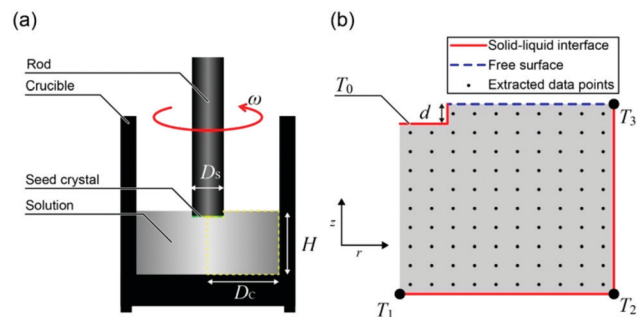 (a)
Rod
Crucible
ω
Seed crystal
Ds
Solution
H
Dc
(b)
Solid-liquid interface
Free surface
Extracted data points
T0
d
T3
z
r
T1
T2